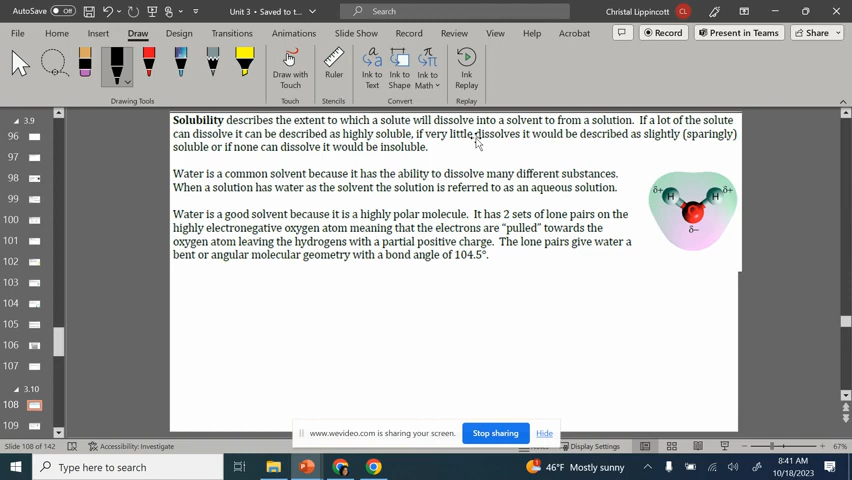 AutoSave Off Unit 3 • Saved to t... Search Christal Lippincott CL
File Home Insert Draw Design Transitions Animations Slide Show Record Review View Help Acrobat Record Present in Teams Share
Draw with Touch Ruler Ink to Text Ink to Shape Ink to Math Ink Replay
Drawing Tools Touch Stencils Convert Replay
3.9
96
97
98
99
100
101
102
103
104
105
106
107
3.10
108
109
Solubility describes the extent to which a solute will dissolve into a solvent to from a solution. If a lot of the solute
can dissolve it can be described as highly soluble, if very little dissolves it would be described as slightly (sparingly)
soluble or if none can dissolve it would be insoluble.
Water is a common solvent because it has the ability to dissolve many different substances.
When a solution has water as the solvent the solution is referred to as an aqueous solution.
Water is a good solvent because it is a highly polar molecule. It has 2 sets of lone pairs on the
highly electronegative oxygen atom meaning that the electrons are “pulled” towards the
oxygen atom leaving the hydrogens with a partial positive charge. The lone pairs give water a
bent or angular molecular geometry with a bond angle of 104.5°.
δ+ H H δ+
O
δ−
www.wevideo.com is sharing your screen. Stop sharing Hide
Slide 108 of 142 Accessibility: Investigate Notes Display Settings 67%
Type here to search 46°F Mostly sunny 8:41 AM
10/18/2023